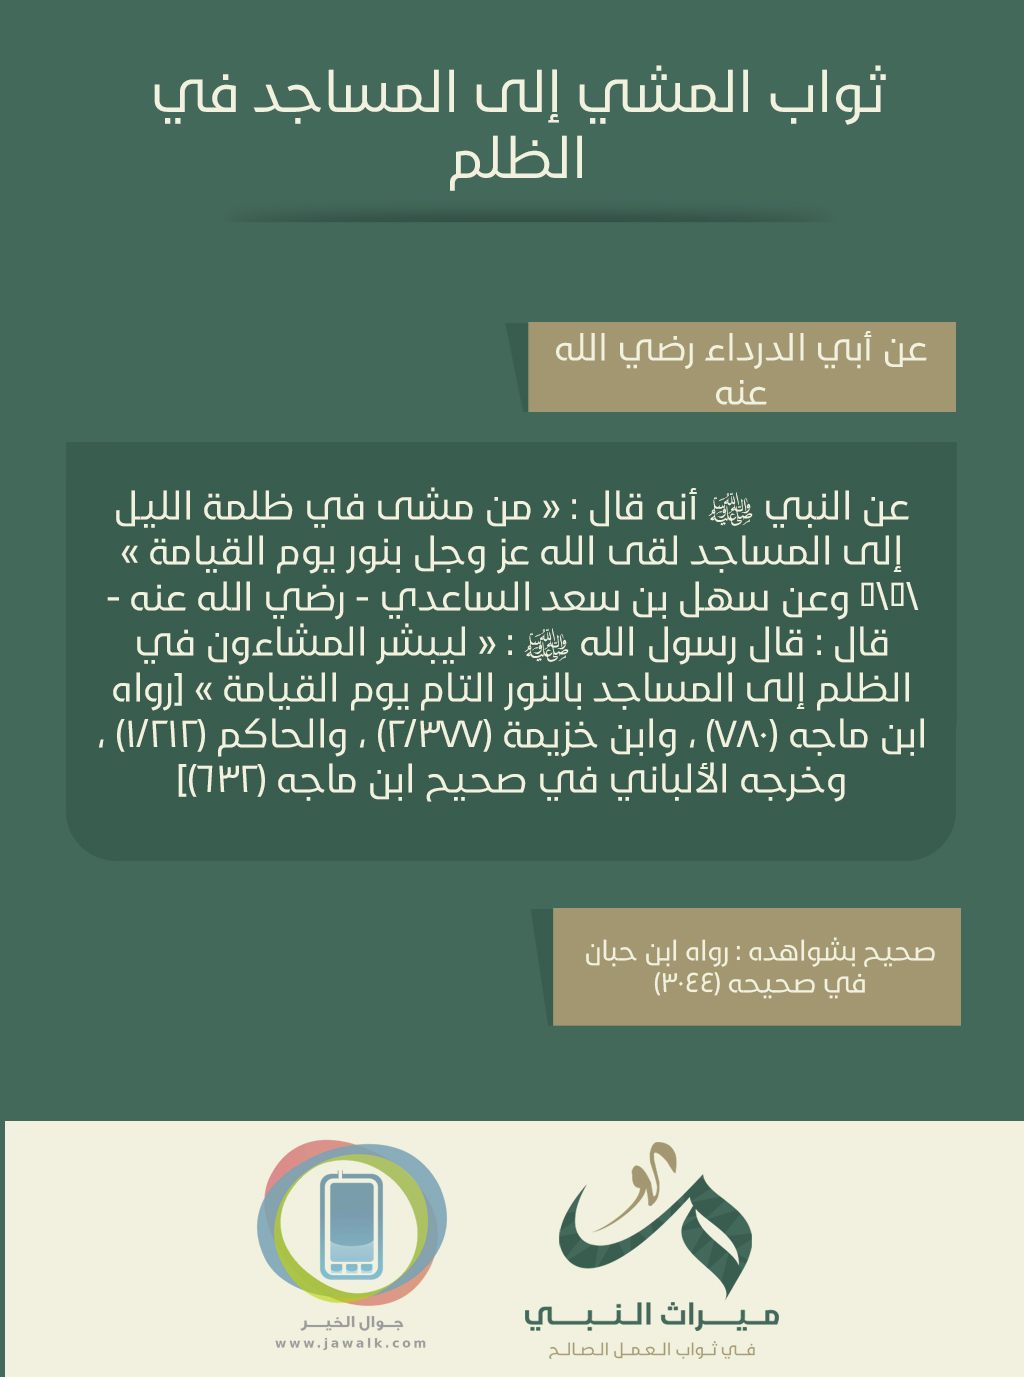 ثواب المشي إلى المساجد في
الظلم
عن أبي الدرداء رضي الله
عنه
عن النبي ﷺ أنه قال : « من مشى في ظلمة الليل
إلى المساجد لقى الله عز وجل بنور يوم القيامة »
\▯\▯ وعن سهل بن سعد الساعدي - رضي الله عنه -
قال : قال رسول الله ﷺ : « ليبشر المشاءون في
الظلم إلى المساجد بالنور التام يوم القيامة » [رواه
ابن ماجه (٧٨٠) ، وابن خزيمة (٢/٣٧٧) ، والحاكم (١/٢١٢) ،
وخرجه الألباني في صحيح ابن ماجه (٦٣٢)]
صحيح بشواهده : رواه ابن حبان
في صحيحه (٣٠٤٤)
ميراث النبي
في ثواب العمل الصالح
جوال الخير
www.jawalk.com